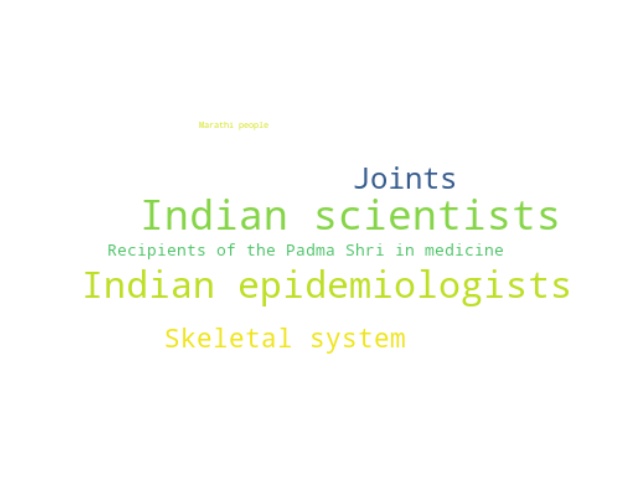 Marathi people
Joints
Indian scientists
Recipients of the Padma Shri in medicine
Indian epidemiologists
Skeletal system